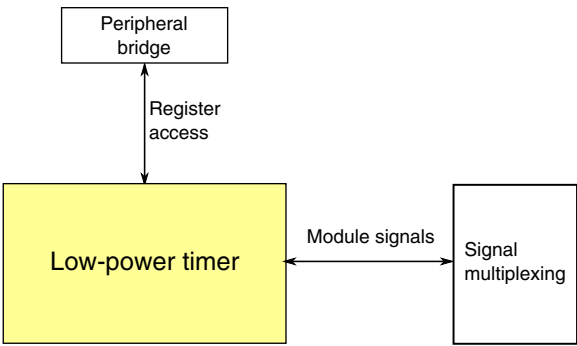 Peripheral
bridge
Register
access
Low-power timer
Module signals
Signal
multiplexing